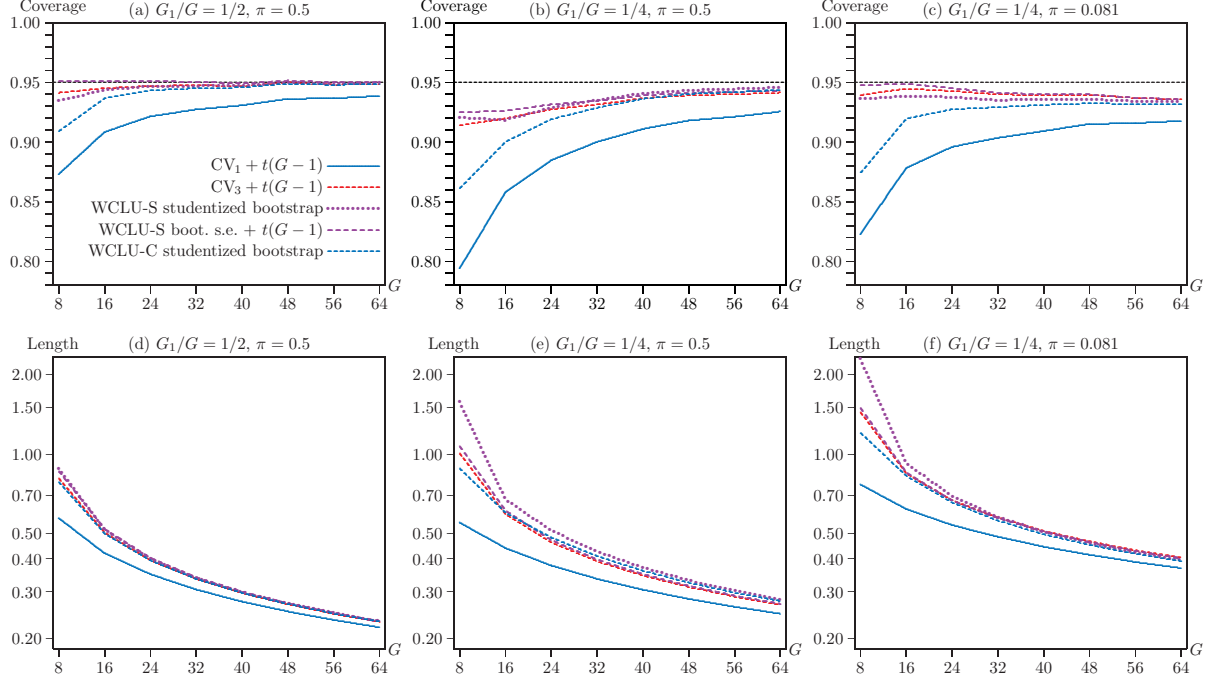 Coverage (a) G₁/G = 1/2, π = 0.5
1.00
0.95
0.90
0.85
0.80
CV₁ + t(G − 1)
CV₃ + t(G − 1)
WCLU-S studentized bootstrap
WCLU-S boot. s.e. + t(G − 1)
WCLU-C studentized bootstrap
8 16 24 32 40 48 56 64 G
Coverage (b) G₁/G = 1/4, π = 0.5
1.00
0.95
0.90
0.85
0.80
8 16 24 32 40 48 56 64 G
Coverage (c) G₁/G = 1/4, π = 0.081
1.00
0.95
0.90
0.85
0.80
8 16 24 32 40 48 56 64 G
Length (d) G₁/G = 1/2, π = 0.5
2.00
1.50
1.00
0.70
0.50
0.40
0.30
0.20
8 16 24 32 40 48 56 64 G
Length (e) G₁/G = 1/4, π = 0.5
2.00
1.50
1.00
0.70
0.50
0.40
0.30
0.20
8 16 24 32 40 48 56 64 G
Length (f) G₁/G = 1/4, π = 0.081
2.00
1.50
1.00
0.70
0.50
0.40
0.30
0.20
8 16 24 32 40 48 56 64 G